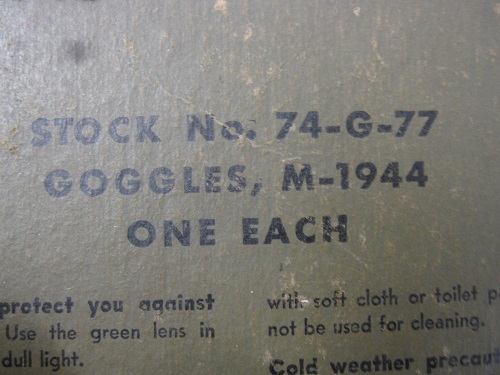 STOCK No. 74-G-77
GOGGLES, M-1944
ONE EACH
protect you against
Use the green lens in
dull light.
with soft cloth or toilet p
not be used for cleaning.
Cold weather precaut